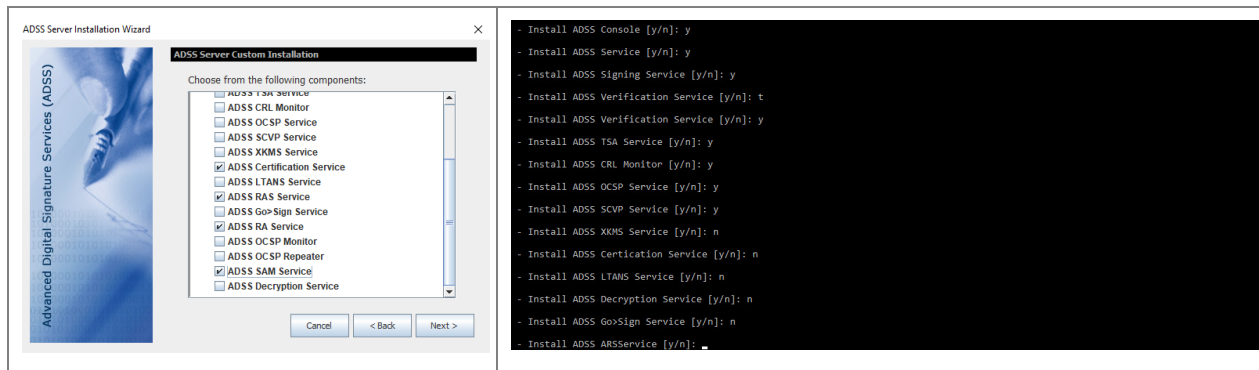 ADSS Server Installation Wizard
Advanced Digital Signature Services (ADSS)
ADSS Server Custom Installation
Choose from the following components:
ADSS TSA Service
ADSS CRL Monitor
ADSS OCSP Service
ADSS SCVP Service
ADSS XKMS Service
ADSS Certification Service
ADSS LTANS Service
ADSS RAS Service
ADSS Go>Sign Service
ADSS RA Service
ADSS OCSP Monitor
ADSS OCSP Repeater
ADSS SAM Service
ADSS Decryption Service
Cancel
< Back
Next >
- Install ADSS Console [y/n]: y
- Install ADSS Service [y/n]: y
- Install ADSS Signing Service [y/n]: y
- Install ADSS Verification Service [y/n]: t
- Install ADSS Verification Service [y/n]: y
- Install ADSS TSA Service [y/n]: y
- Install ADSS CRL Monitor [y/n]: y
- Install ADSS OCSP Service [y/n]: y
- Install ADSS SCVP Service [y/n]: y
- Install ADSS XKMS Service [y/n]: n
- Install ADSS Certication Service [y/n]: n
- Install ADSS LTANS Service [y/n]: n
- Install ADSS Decryption Service [y/n]: n
- Install ADSS Go>Sign Service [y/n]: n
- Install ADSS ARSService [y/n]: